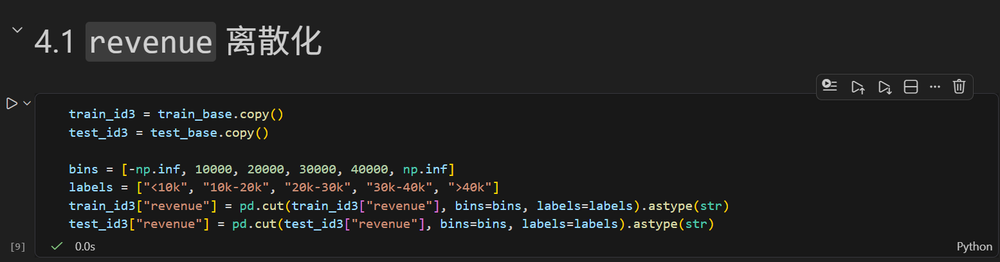 4.1 revenue 离散化
train_id3 = train_base.copy()
test_id3 = test_base.copy()
bins = [-np.inf, 10000, 20000, 30000, 40000, np.inf]
labels = ["<10k", "10k-20k", "20k-30k", "30k-40k", ">40k"]
train_id3["revenue"] = pd.cut(train_id3["revenue"], bins=bins, labels=labels).astype(str)
test_id3["revenue"] = pd.cut(test_id3["revenue"], bins=bins, labels=labels).astype(str)
[9] 0.0s Python